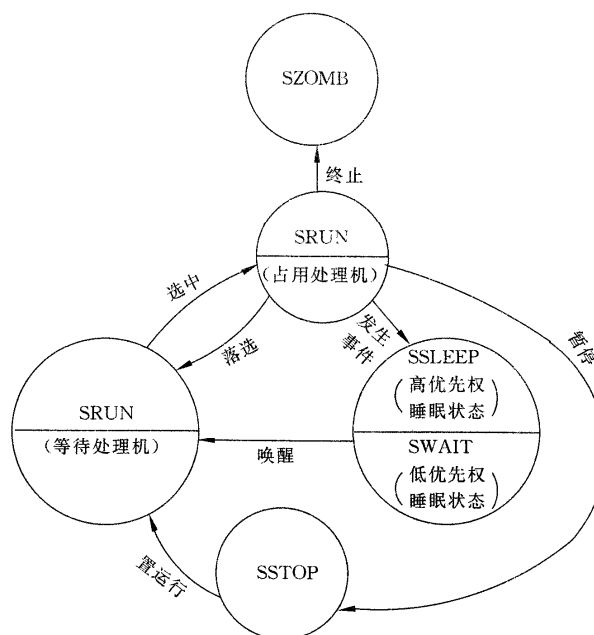 SZOMB
终止
SRUN
(占用处理机)
选中
落选
发生
事件
暂停
SSLEEP
(高优先权
睡眠状态)
SRUN
(等待处理机)
唤醒
SWAIT
(低优先权
睡眠状态)
置运行
SSTOP